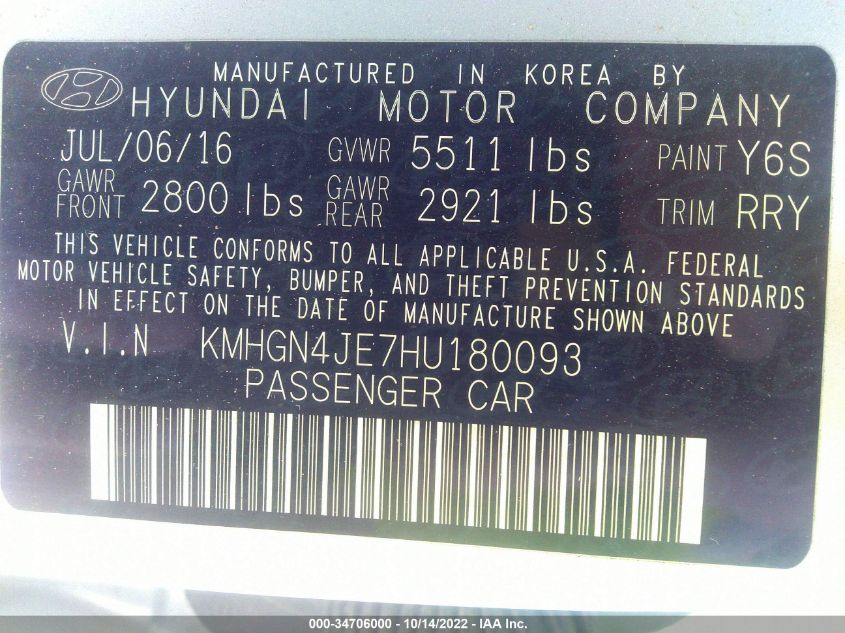 MANUFACTURED IN KOREA BY
HYUNDAI MOTOR COMPANY
JUL/06/16 GVWR 5511 lbs PAINT Y6S
GAWR FRONT 2800 lbs GAWR REAR 2921 lbs TRIM RRY
THIS VEHICLE CONFORMS TO ALL APPLICABLE U.S.A. FEDERAL
MOTOR VEHICLE SAFETY, BUMPER, AND THEFT PREVENTION STANDARDS
IN EFFECT ON THE DATE OF MANUFACTURE SHOWN ABOVE
V.I.N KMHGN4JE7HU180093
PASSENGER CAR
000-34706000 - 10/14/2022 - IAA Inc.